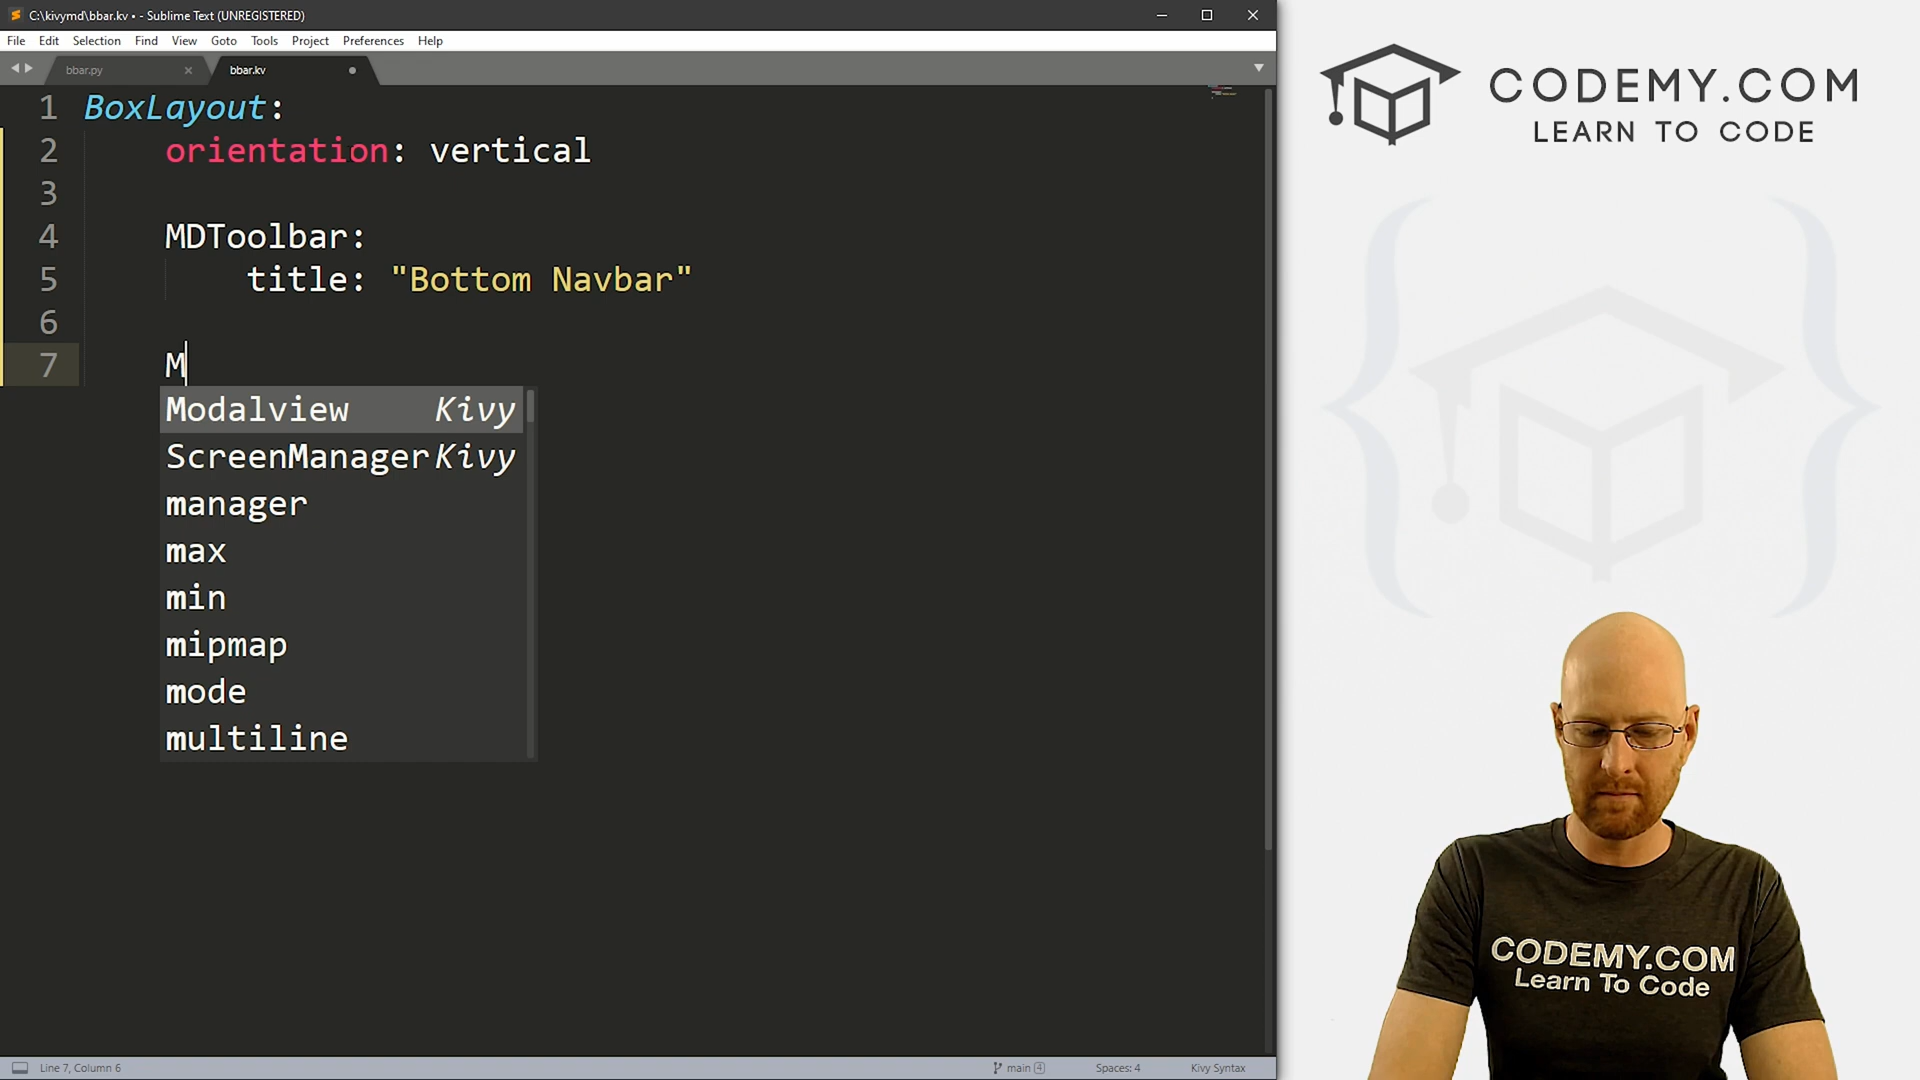 C:\kivymd\bbar.kv • - Sublime Text (UNREGISTERED)
File Edit Selection Find View Goto Tools Project Preferences Help
bbar.py
bbar.kv
1 BoxLayout:
2 orientation: vertical
3
4 MDToolbar:
5 title: "Bottom Navbar"
6
7 M
Modalview Kivy
ScreenManager Kivy
manager
max
min
mipmap
mode
multiline
Line 7, Column 6
main 4
Spaces: 4
Kivy Syntax
CODEMY.COM
LEARN TO CODE
CODEMY.COM
Learn To Code